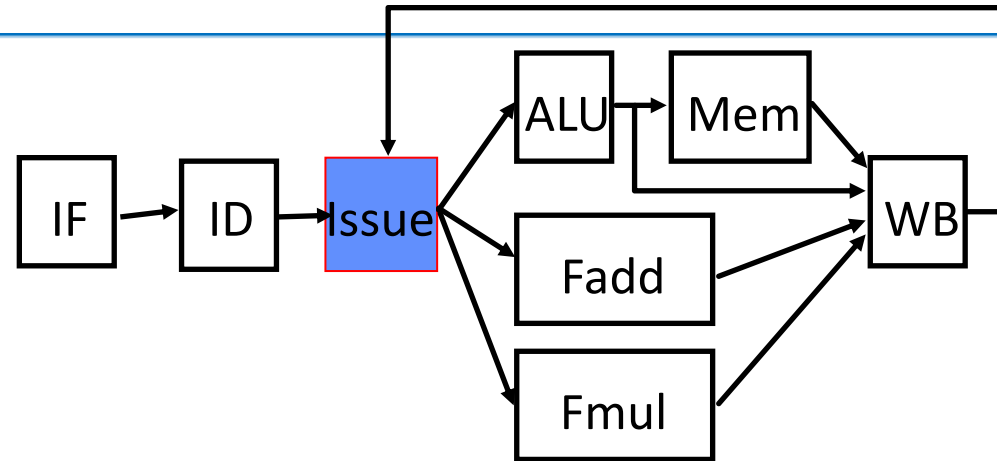 IF
ID
Issue
ALU
Mem
Fadd
Fmul
WB